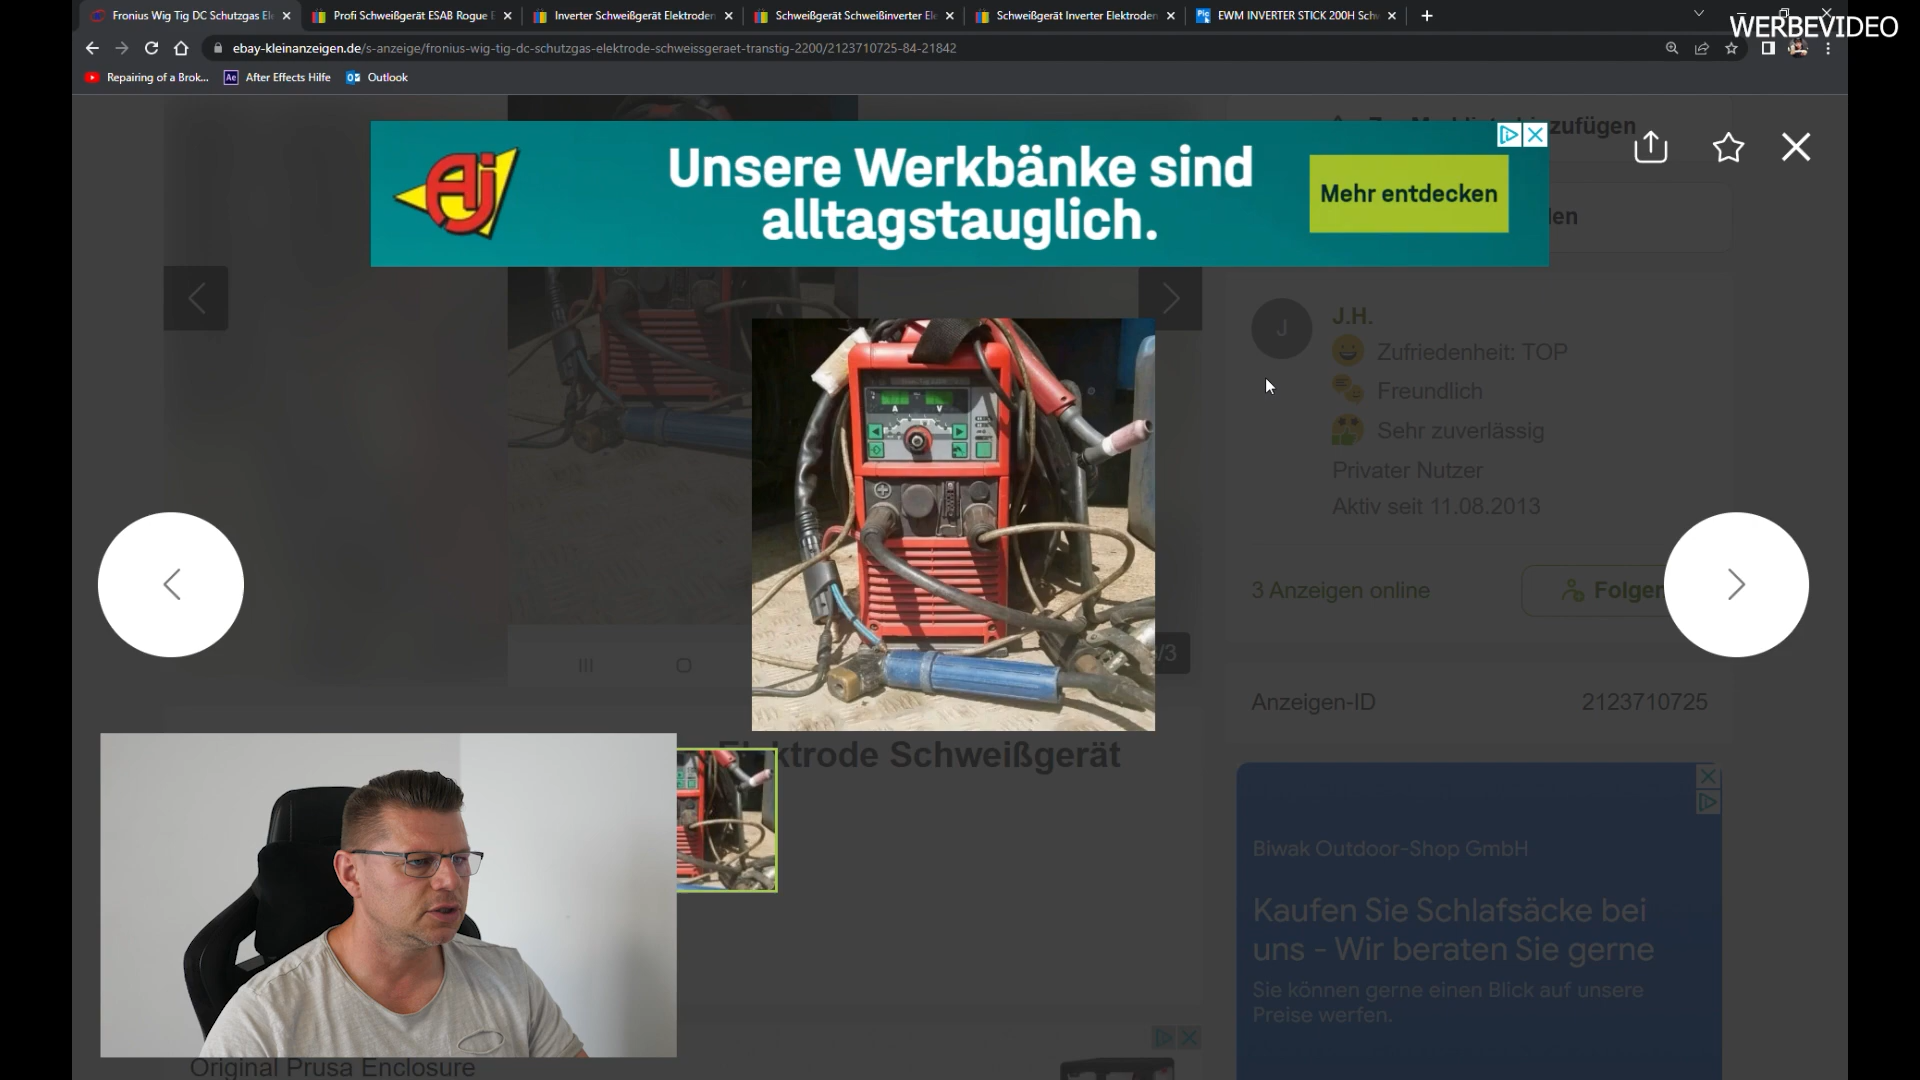 Fronius Wig Tig DC Schutzgas El
Profi Schweißgerät ESAB Rogue E
Inverter Schweißgerät Elektroden
Schweißgerät Schweißinverter El
Schweißgerät Inverter Elektroden
EWM INVERTER STICK 200H Sch
WERBEVIDEO
ebay-kleinanzeigen.de/s-anzeige/fronius-wig-tig-dc-schutzgas-elektrode-schweissgeraet-transtig-2200/2123710725-84-21842
Repairing of a Brok...
After Effects Hilfe
Outlook
zufügen
AJ
Unsere Werkbänke sind
alltagstauglich.
Mehr entdecken
den
J
J.H.
Zufriedenheit: TOP
Freundlich
Sehr zuverlässig
Privater Nutzer
Aktiv seit 11.08.2013
A
V
3 Anzeigen online
Folgen
/3
Anzeigen-ID
2123710725
Elektrode Schweißgerät
Biwak Outdoor-Shop GmbH
Kaufen Sie Schlafsäcke bei
uns - Wir beraten Sie gerne
Sie können gerne einen Blick auf unsere
Preise werfen.
Original Prusa Enclosure